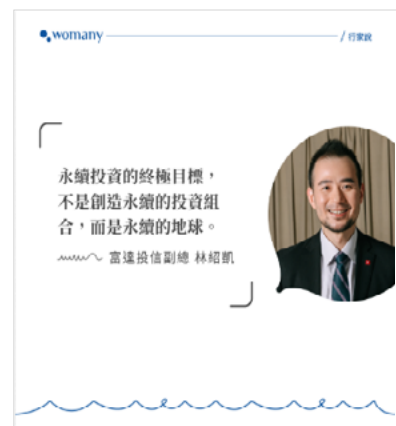 womany
/ 行家說
永續投資的終極目標，
不是創造永續的投資組
合，而是永續的地球。
富達投信副總 林紹凱